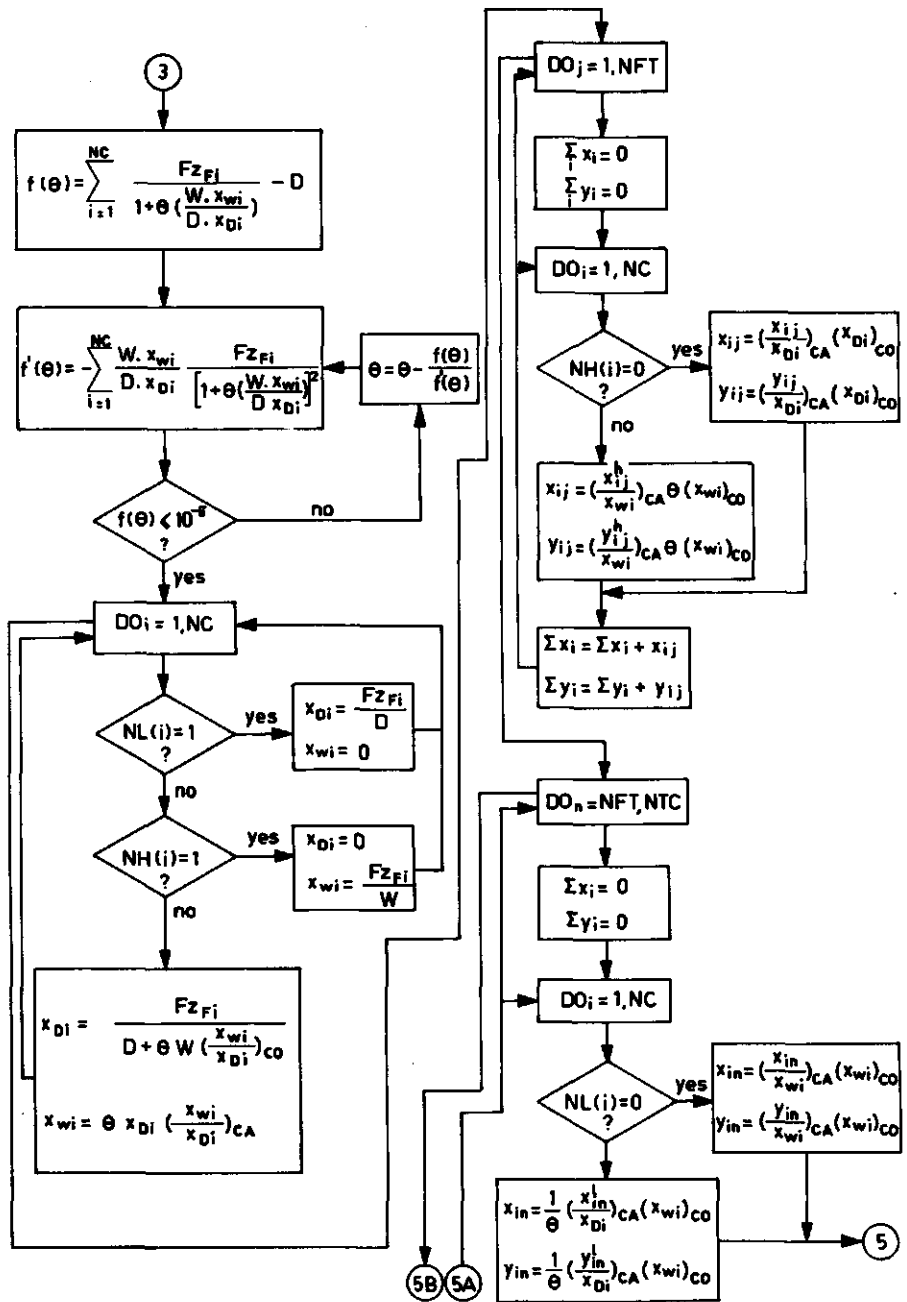 3
f(θ) = Σ_{i=1}^{NC} Fz_{Fi} / (1+θ(W. x_{wi} / D. x_{Di})) – D
f'(θ) = –Σ_{i=1}^{NC} (W. x_{wi} / D. x_{Di}) Fz_{Fi} / [1+θ(W. x_{wi} / D x_{Di})]²
θ = θ - f(θ) / f'(θ)
f(θ) ≤ 10
?
no
yes
DO i = 1, NC
NL(i) = 1
?
yes
x_{Di} = Fz_{Fi} / D
x_{wi} = 0
no
NH(i) = 1
?
yes
x_{Di} = 0
x_{wi} = Fz_{Fi} / W
no
x_{Di} = Fz_{Fi} / (D + θ W (x_{wi} / x_{Di})_{CO})
x_{wi} = θ x_{Di} (x_{wi} / x_{Di})_{CA}
DO j = 1, NFT
Σ_i x_i = 0
Σ_i y_i = 0
DO i = 1, NC
NH(i)=0
?
yes
x_{ij} = (x_{ij} / x_{Di})_{CA} (x_{Di})_{CO}
y_{ij} = (y_{ij} / x_{Di})_{CA} (x_{Di})_{CO}
no
x_{ij} = (x^h_{ij} / x_{wi})_{CA} θ (x_{wi})_{CO}
y_{ij} = (y^h_{ij} / x_{wi})_{CA} θ (x_{wi})_{CO}
Σx_i = Σx_i + x_{ij}
Σy_i = Σy_i + y_{ij}
DO n = NFT, NTC
Σx_i = 0
Σy_i = 0
DO i = 1, NC
NL(i)=0
?
yes
x_{in} = (x_{in} / x_{wi})_{CA} (x_{wi})_{CO}
y_{in} = (y_{in} / x_{wi})_{CA} (x_{wi})_{CO}
x_{in} = 1/θ (x^l_{in} / x_{Di})_{CA} (x_{wi})_{CO}
y_{in} = 1/θ (y^l_{in} / x_{Di})_{CA} (x_{wi})_{CO}
5
5B
5A